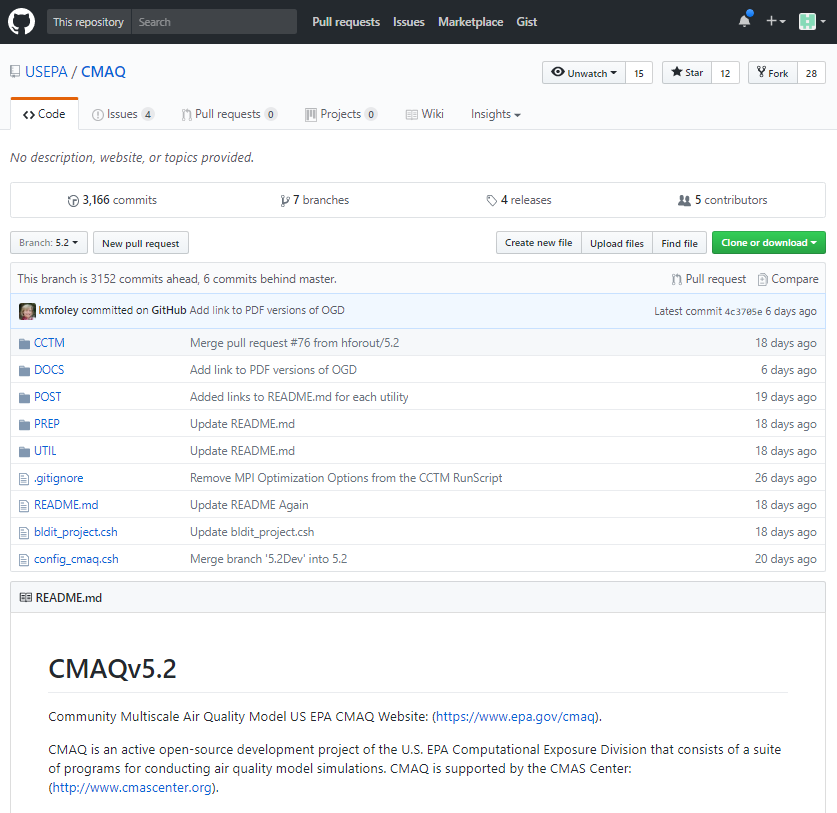 This repository Search Pull requests Issues Marketplace Gist
USEPA / CMAQ Unwatch 15 Star 12 Fork 28
Code Issues 4 Pull requests 0 Projects 0 Wiki Insights
No description, website, or topics provided.
3,166 commits 7 branches 4 releases 5 contributors
Branch: 5.2 New pull request Create new file Upload files Find file Clone or download
This branch is 3152 commits ahead, 6 commits behind master. Pull request Compare
kmfoley committed on GitHub Add link to PDF versions of OGD Latest commit 4c3705e 6 days ago
CCTM Merge pull request #76 from hforout/5.2 18 days ago
DOCS Add link to PDF versions of OGD 6 days ago
POST Added links to README.md for each utility 19 days ago
PREP Update README.md 18 days ago
UTIL Update README.md 18 days ago
.gitignore Remove MPI Optimization Options from the CCTM RunScript 26 days ago
README.md Update README Again 18 days ago
bldit_project.csh Update bldit_project.csh 18 days ago
config_cmaq.csh Merge branch '5.2Dev' into 5.2 20 days ago
README.md
CMAQv5.2
Community Multiscale Air Quality Model US EPA CMAQ Website: (https://www.epa.gov/cmaq).
CMAQ is an active open-source development project of the U.S. EPA Computational Exposure Division that consists of a suite
of programs for conducting air quality model simulations. CMAQ is supported by the CMAS Center:
(http://www.cmascenter.org).